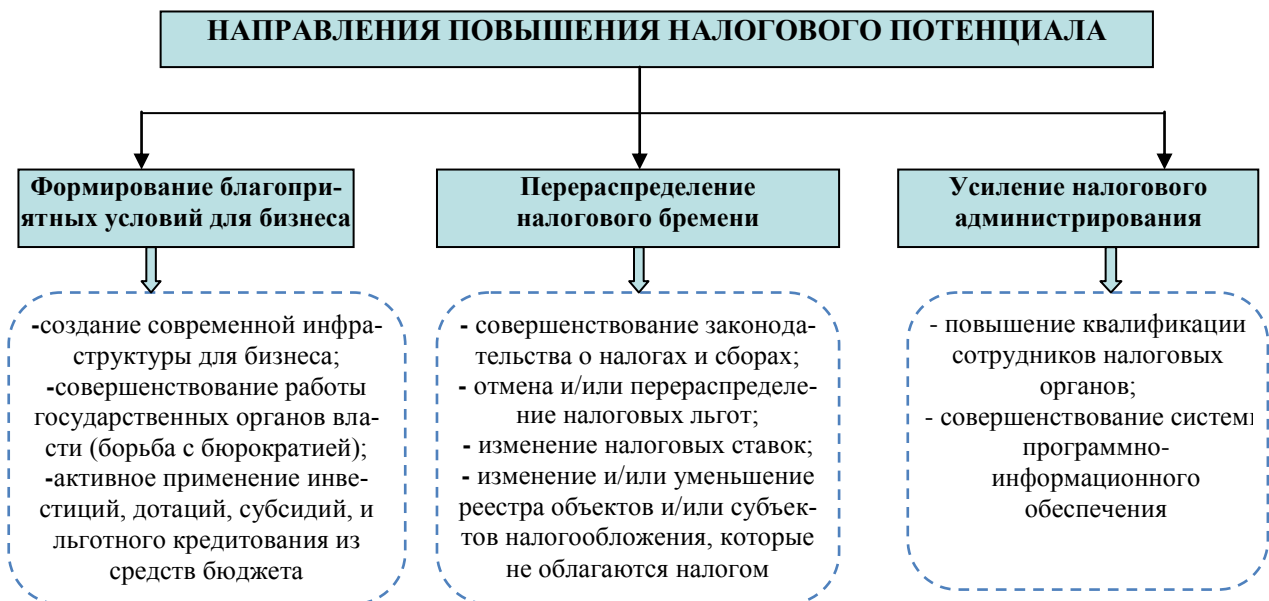 НАПРАВЛЕНИЯ ПОВЫШЕНИЯ НАЛОГОВОГО ПОТЕНЦИАЛА
Формирование благопри-
ятных условий для бизнеса
-создание современной инфра-
структуры для бизнеса;
-совершенствование работы
государственных органов вла-
сти (борьба с бюрократией);
-активное применение инве-
стиций, дотаций, субсидий, и
льготного кредитования из
средств бюджета
Перераспределение
налогового бремени
- совершенствование законода-
тельства о налогах и сборах;
- отмена и/или перераспределе-
ние налоговых льгот;
- изменение налоговых ставок;
- изменение и/или уменьшение
реестра объектов и/или субъек-
тов налогообложения, которые
не облагаются налогом
Усиление налогового
администрирования
- повышение квалификации
сотрудников налоговых
органов;
- совершенствование систем
программно-
информационного
обеспечения